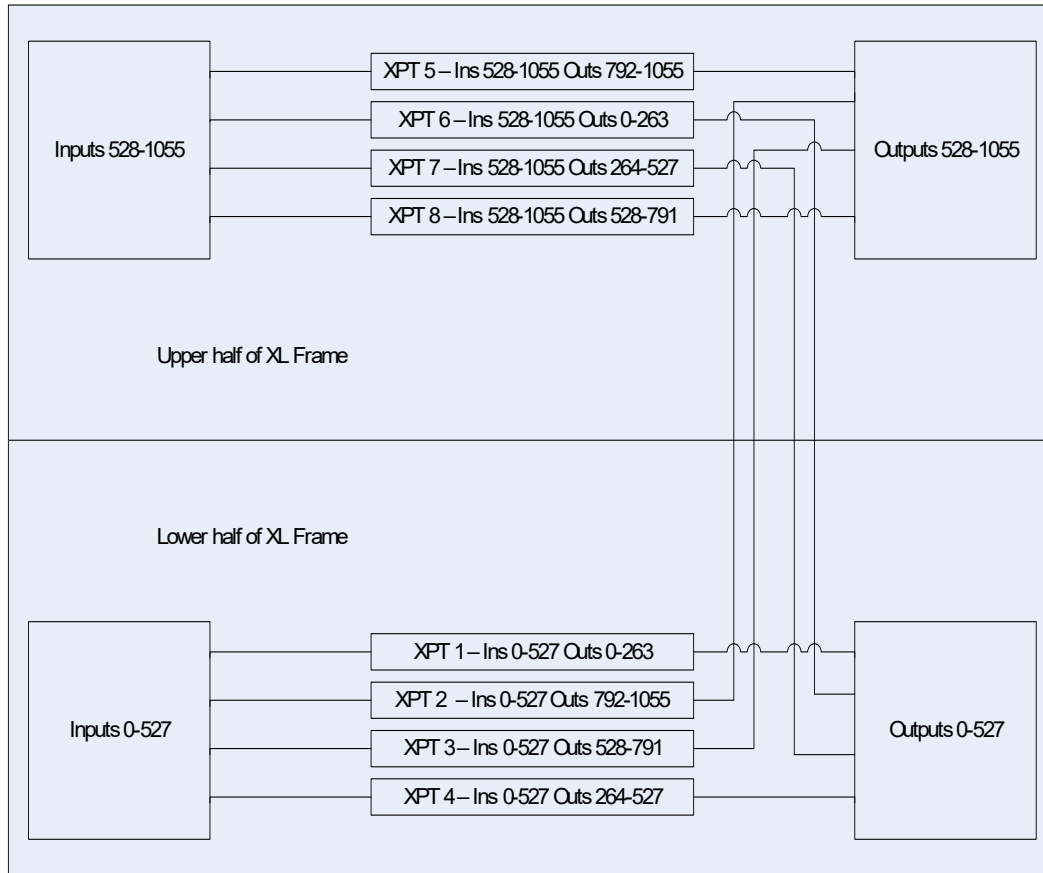 XPT 5 – Ins 528-1055 Outs 792-1055
XPT 6 – Ins 528-1055 Outs 0-263
Inputs 528-1055
Outputs 528-1055
XPT 7 – Ins 528-1055 Outs 264-527
XPT 8 – Ins 528-1055 Outs 528-791
Upper half of XL Frame
Lower half of XL Frame
XPT 1 – Ins 0-527 Outs 0-263
XPT 2 – Ins 0-527 Outs 792-1055
Inputs 0-527
Outputs 0-527
XPT 3 – Ins 0-527 Outs 528-791
XPT 4 – Ins 0-527 Outs 264-527